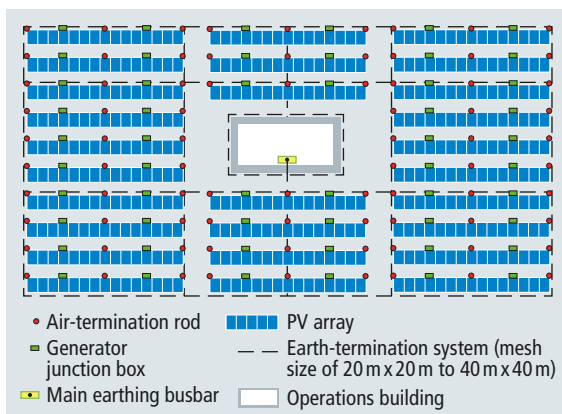 Air-termination rod
PV array
Generator
junction box
Earth-termination system (mesh
size of 20 m x 20 m to 40 m x 40 m)
Main earthing busbar
Operations building